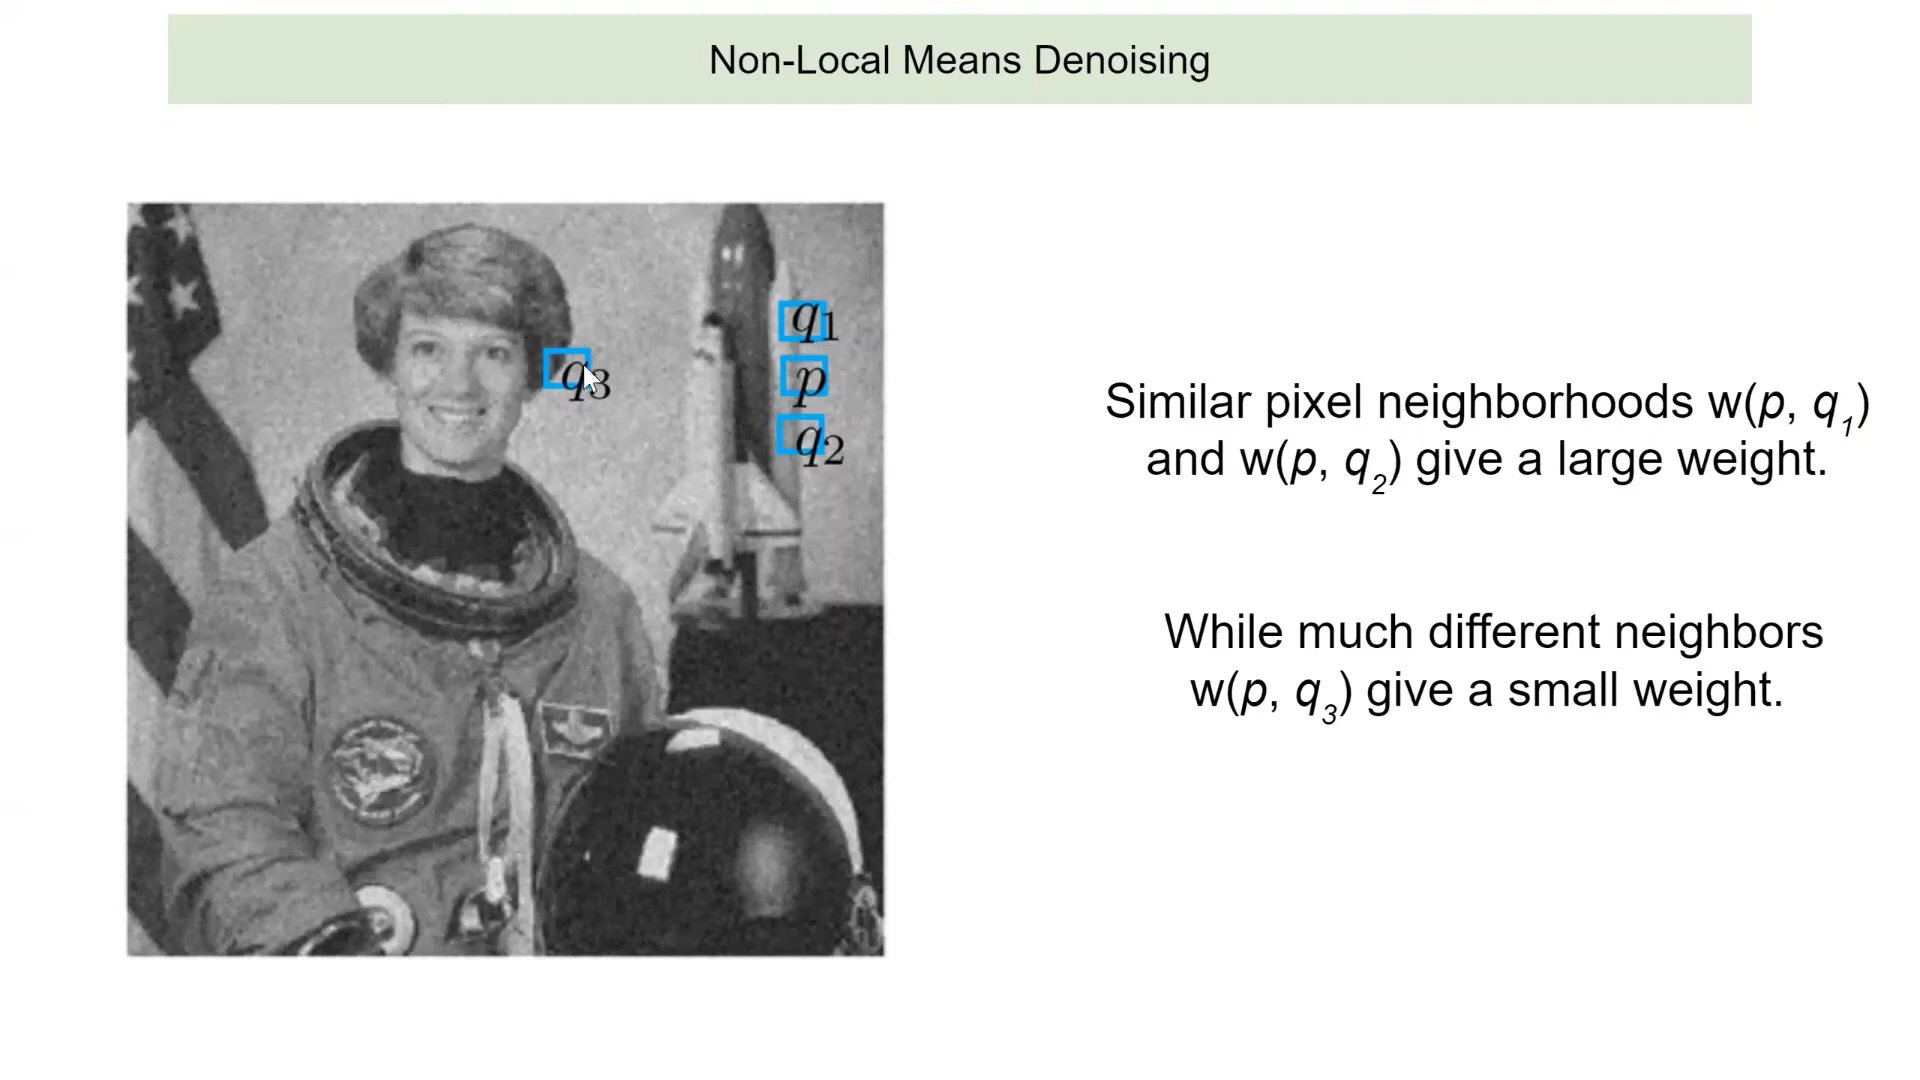 Non-Local Means Denoising
q1
q3
p
q2
Similar pixel neighborhoods w(p, q1)
and w(p, q2) give a large weight.
While much different neighbors
w(p, q3) give a small weight.